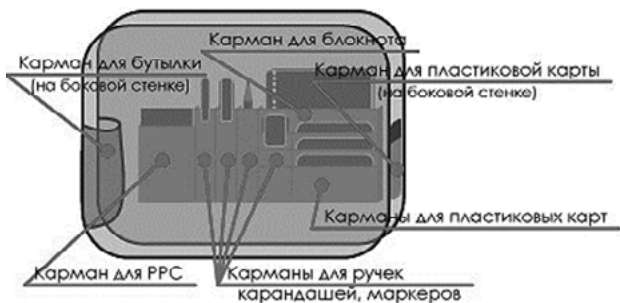 Карман для блокнота
Карман для бутылки
(на боковой стенке)
Карман для пластиковой карты
(на боковой стенке)
Карманы для пластиковых карт
Карман для PPC
Карманы для ручек
карандашей, маркеров